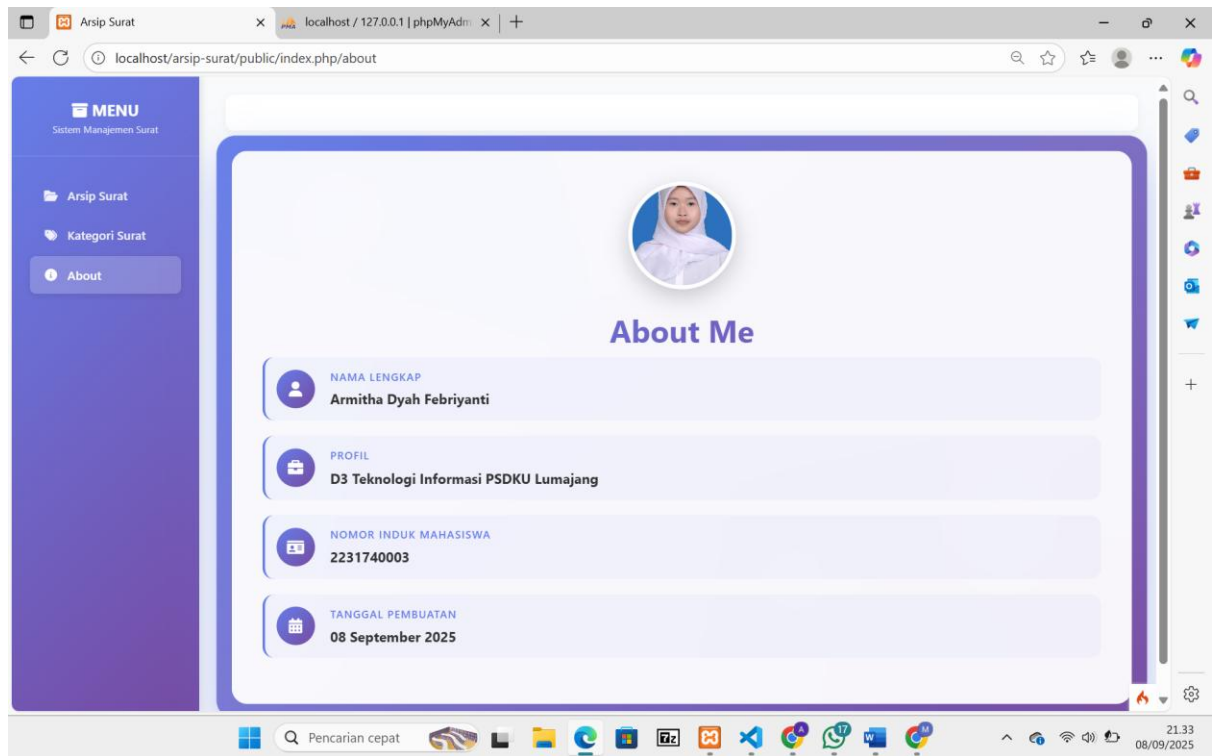 Arsip Surat
localhost / 127.0.0.1 | phpMyAdm
localhost/arsip-surat/public/index.php/about
MENU
Sistem Manajemen Surat
Arsip Surat
Kategori Surat
About
About Me
NAMA LENGKAP
Armitha Dyah Febriyanti
PROFIL
D3 Teknologi Informasi PSDKU Lumajang
NOMOR INDUK MAHASISWA
2231740003
TANGGAL PEMBUATAN
08 September 2025
Pencarian cepat
7z
A
17
W
M
21.33
08/09/2025